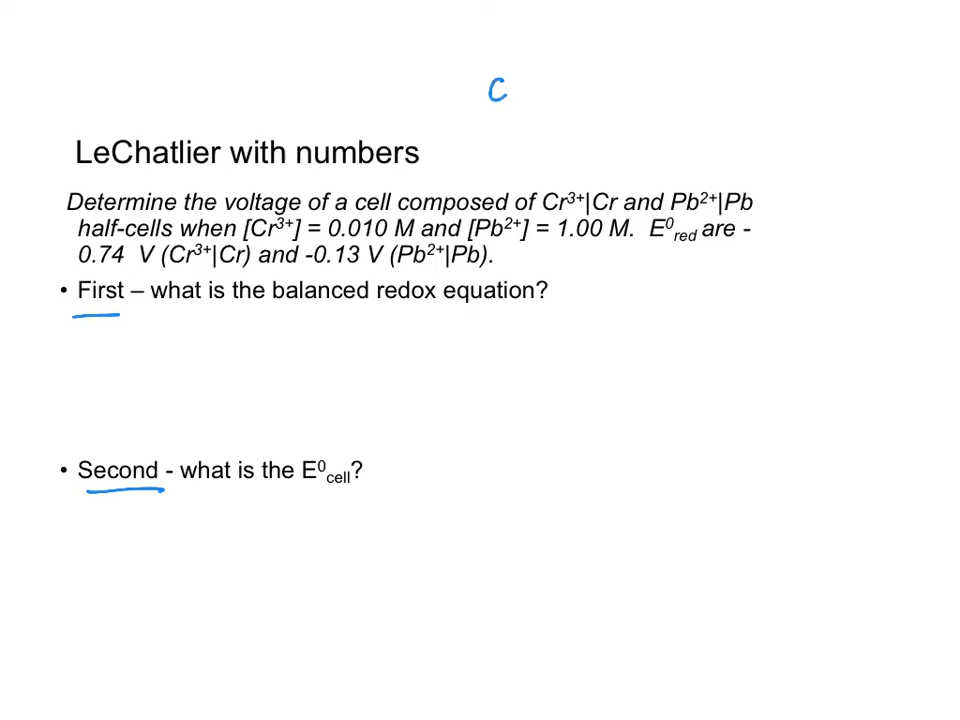 C
LeChatlier with numbers
Determine the voltage of a cell composed of Cr³⁺|Cr and Pb²⁺|Pb
half-cells when [Cr³⁺] = 0.010 M and [Pb²⁺] = 1.00 M. E⁰red are -
0.74 V (Cr³⁺|Cr) and -0.13 V (Pb²⁺|Pb).
• First – what is the balanced redox equation?
• Second - what is the E⁰cell?